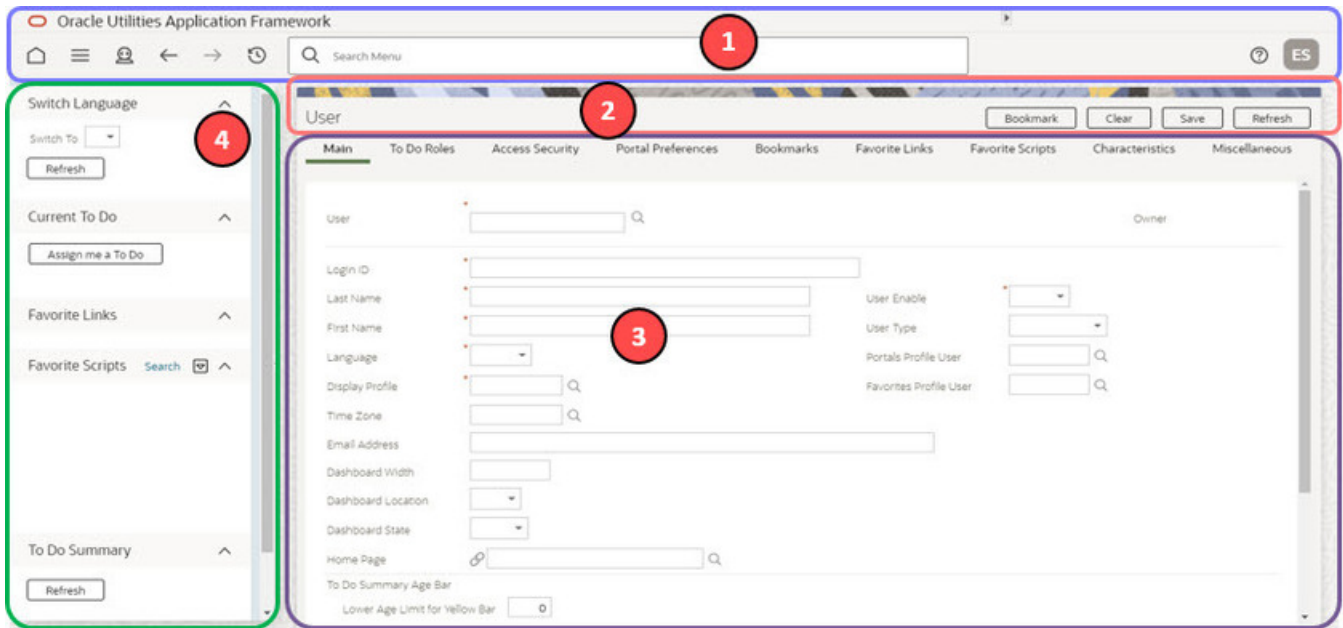 Oracle Utilities Application Framework
Search Menu
1
ES
Switch Language
Switch To
Refresh
4
Current To Do
Assign me a To Do
Favorite Links
Favorite Scripts Search
To Do Summary
Refresh
2
User
Bookmark Clear Save Refresh
Main To Do Roles Access Security Portal Preferences Bookmarks Favorite Links Favorite Scripts Characteristics Miscellaneous
User * Owner
Login ID *
Last Name * User Enable *
First Name * User Type
3
Language * Portals Profile User
Display Profile * Favorites Profile User
Time Zone
Email Address
Dashboard Width
Dashboard Location
Dashboard State
Home Page
To Do Summary Age Bar
Lower Age Limit for Yellow Bar 0